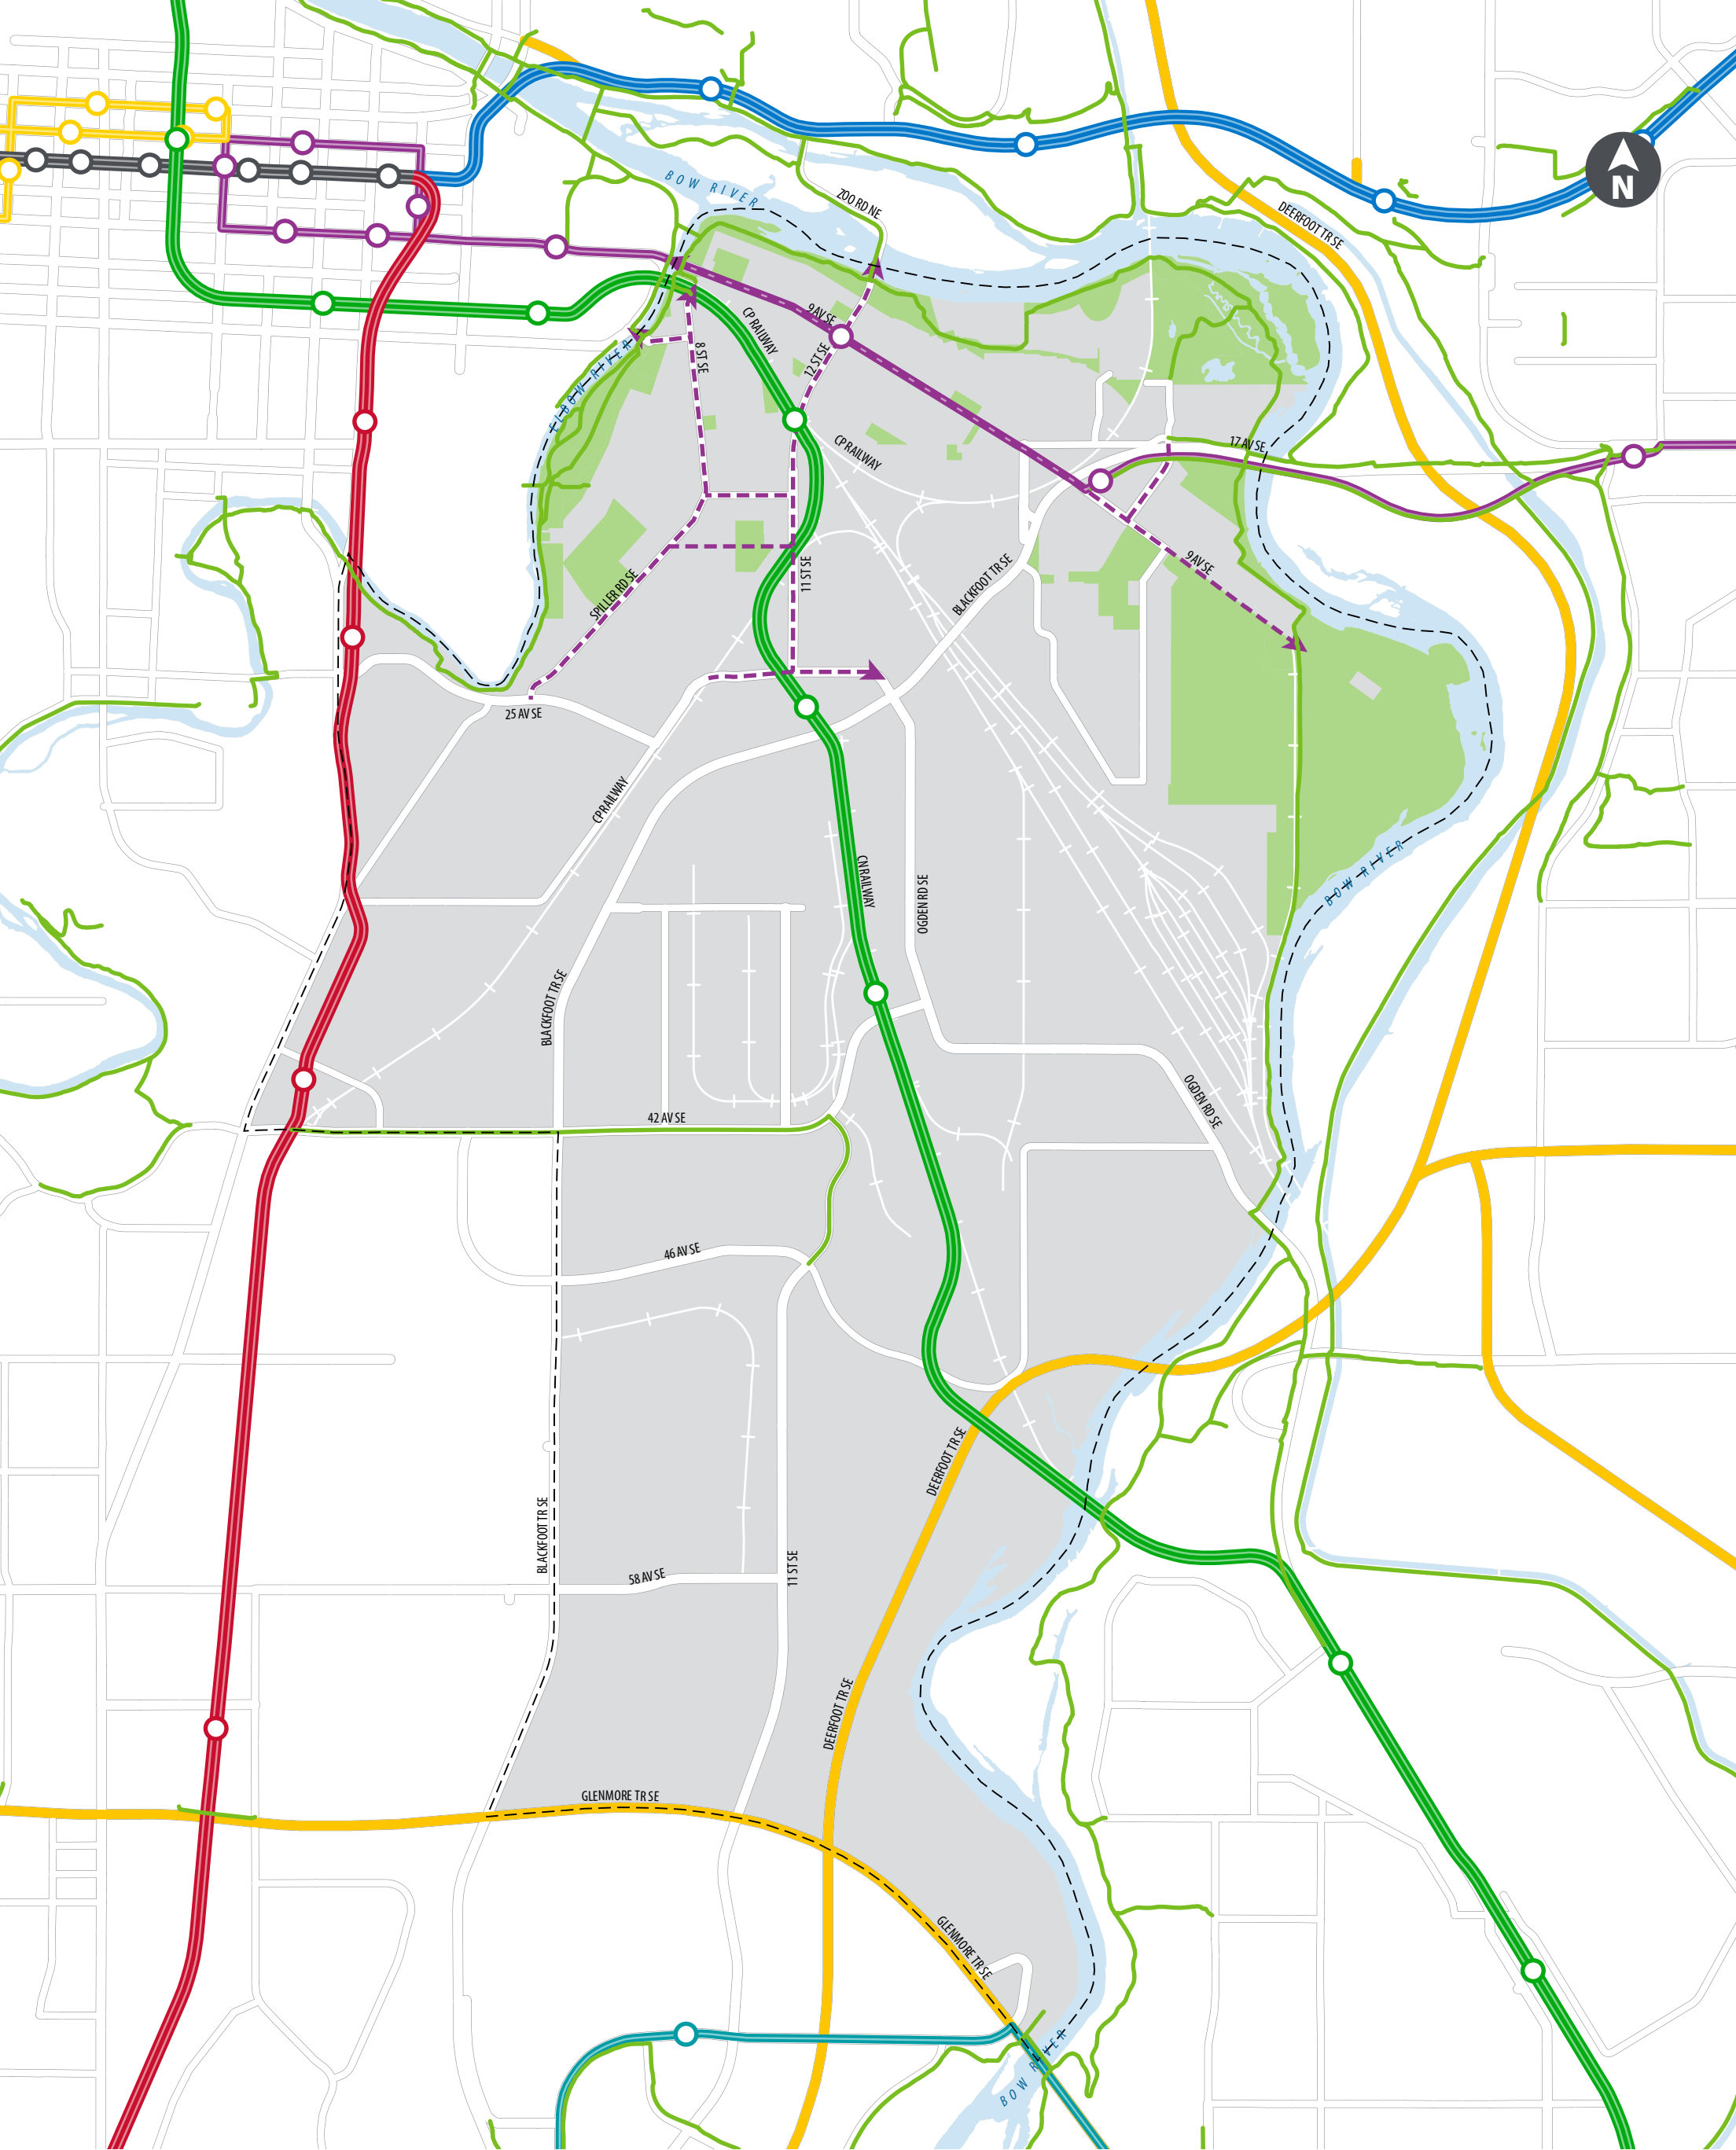 N
BOW RIVER
ZOO RD NE
DEERFOOT TR SE
9 AV SE
CP RAILWAY
8 ST SE
12 ST SE
ELBOW RIVER
CP RAILWAY
17 AV SE
9 AV SE
11 ST SE
BLACKFOOT TR SE
SPILLER RD SE
25 AV SE
CP RAILWAY
CN RAILWAY
OGDEN RD SE
BOW RIVER
BLACKFOOT TR SE
OGDEN RD SE
42 AV SE
46 AV SE
DEERFOOT TR SE
BLACKFOOT TR SE
11 ST SE
58 AV SE
DEERFOOT TR SE
GLENMORE TR SE
GLENMORE TR SE
BOW RIVER